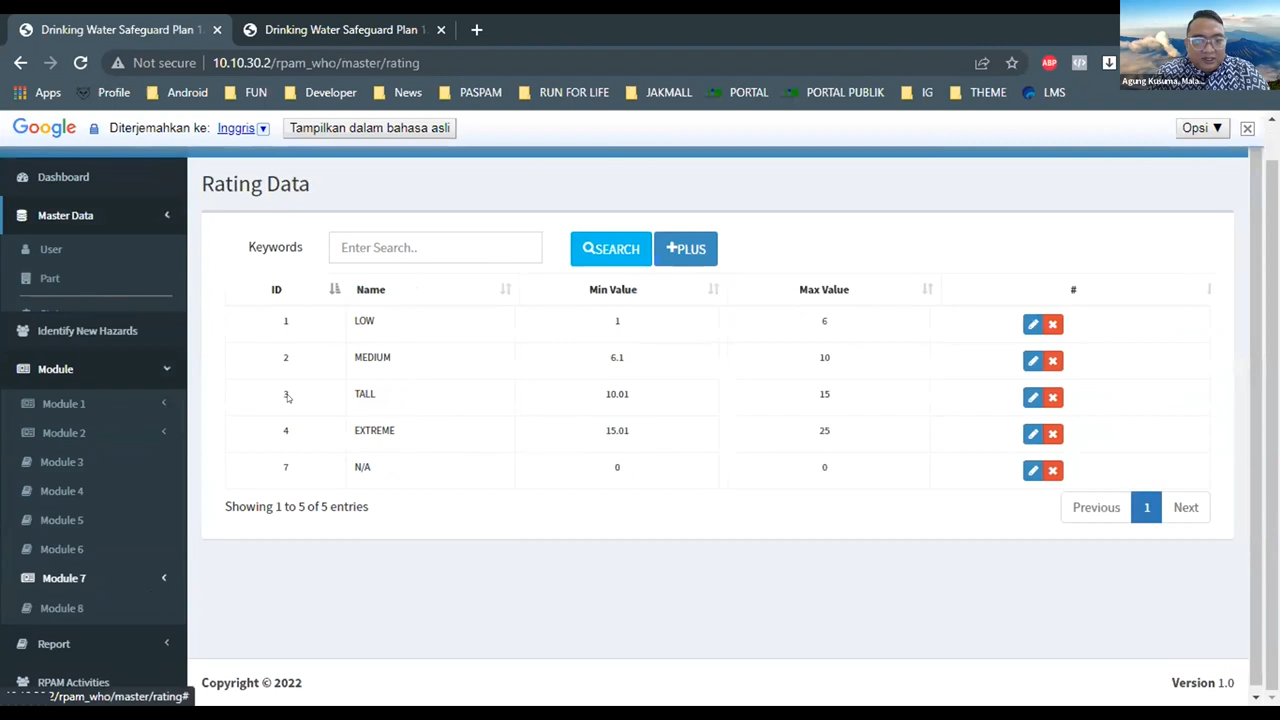 Drinking Water Safeguard Plan 1
Drinking Water Safeguard Plan 1
Not secure
10.10.30.2/rpam_who/master/rating
ABP
Apps
Profile
Android
FUN
Developer
News
PASPAM
RUN FOR LIFE
JAKMALL
PORTAL
PORTAL PUBLIK
IG
THEME
LMS
Agung Kusuma, Mala...
Google
Diterjemahkan ke:
Inggris
Tampilkan dalam bahasa asli
Opsi ▼
Dashboard
Master Data
User
Part
Identify New Hazards
Module
Module 1
Module 2
Module 3
Module 4
Module 5
Module 6
Module 7
Module 8
Report
RPAM Activities
/rpam_who/master/rating#
Rating Data
Keywords
Enter Search..
SEARCH
PLUS
ID Name Min Value Max Value #
1 LOW 1 6
2 MEDIUM 6.1 10
3 TALL 10.01 15
4 EXTREME 15.01 25
7 N/A 0 0
Showing 1 to 5 of 5 entries
Previous 1 Next
Copyright © 2022
Version 1.0